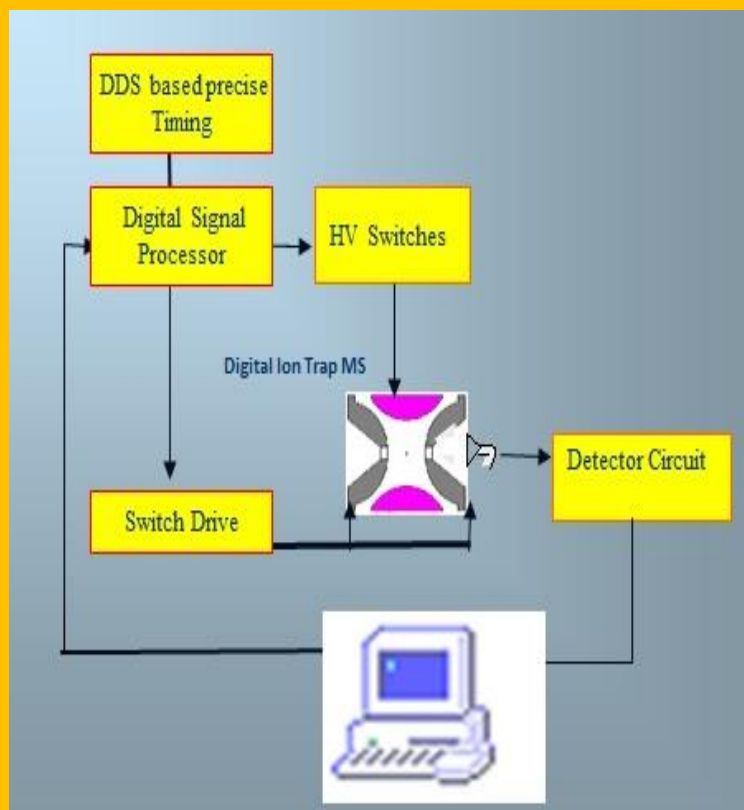 DDS based precise
Timing
Digital Signal
Processor
HV Switches
Digital Ion Trap MS
Detector Circuit
Switch Drive